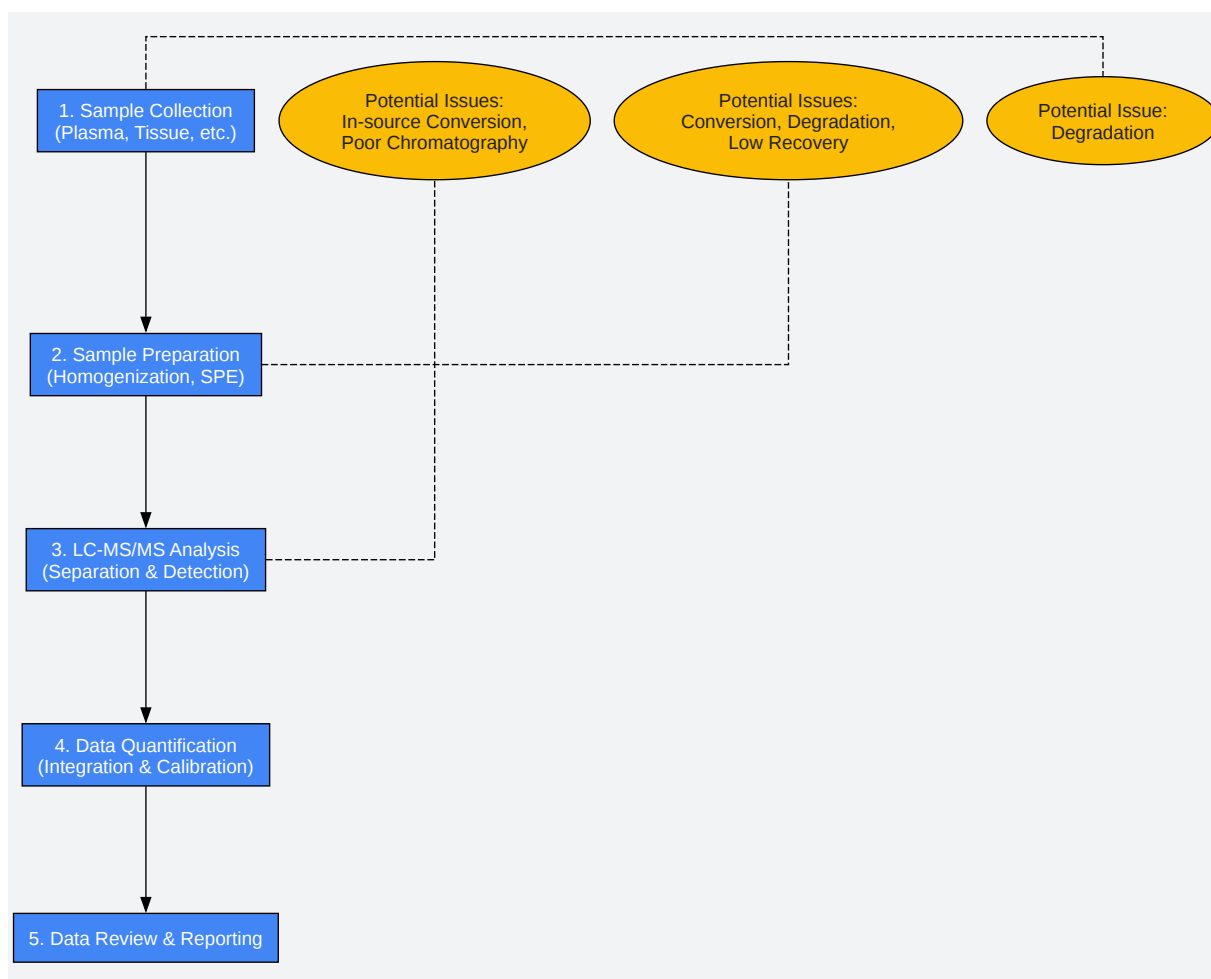 1. Sample Collection
(Plasma, Tissue, etc.)
Potential Issues:
In-source Conversion,
Poor Chromatography
Potential Issues:
Conversion, Degradation,
Low Recovery
Potential Issue:
Degradation
2. Sample Preparation
(Homogenization, SPE)
3. LC-MS/MS Analysis
(Separation & Detection)
4. Data Quantification
(Integration & Calibration)
5. Data Review & Reporting